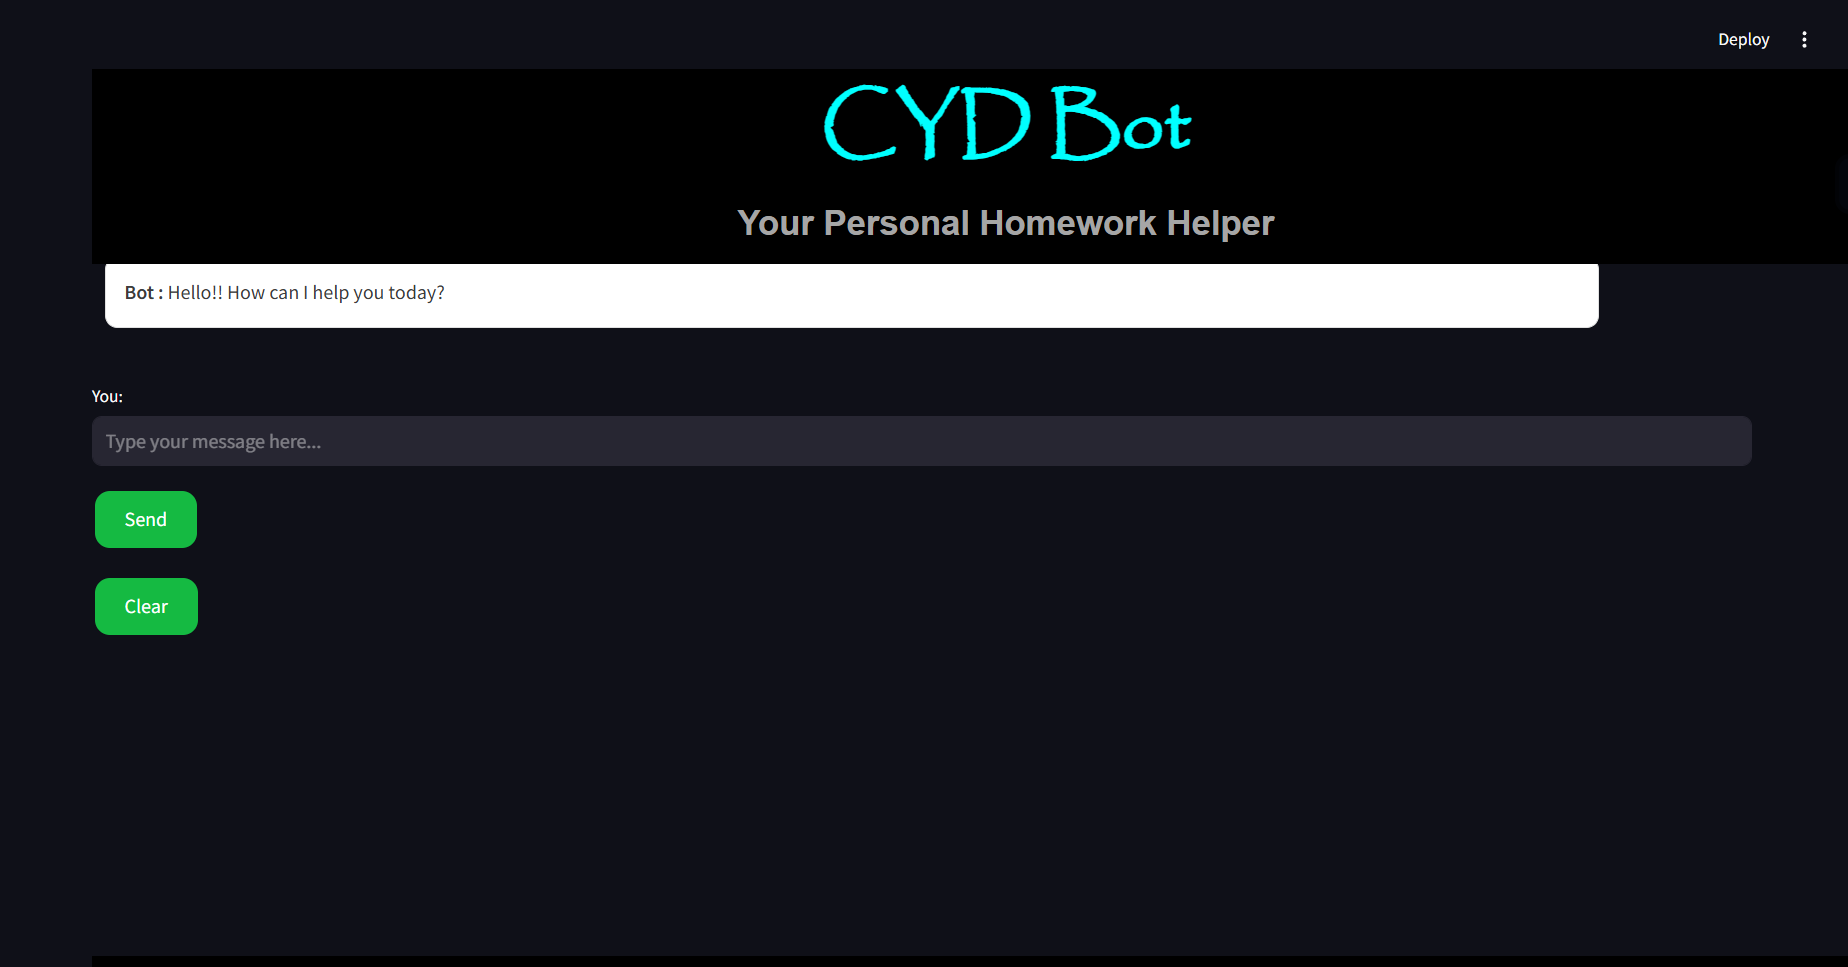 Deploy
CYD Bot
Your Personal Homework Helper
Bot : Hello!! How can I help you today?
You:
Type your message here...
Send
Clear